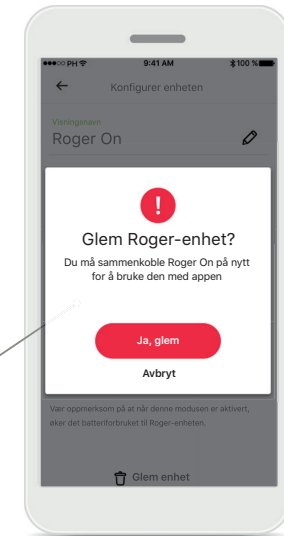 PH 9:41 AM 100 %
Konfigurer enheten
Visningsnavn
Roger On
!
Glem Roger-enhet?
Du må sammenkoble Roger On på nytt
for å bruke den med appen
Ja, glem
Avbryt
Vær oppmerksom på at når denne modusen er aktivert,
øker det batteriforbruket til Roger-enheten.
Glem enhet